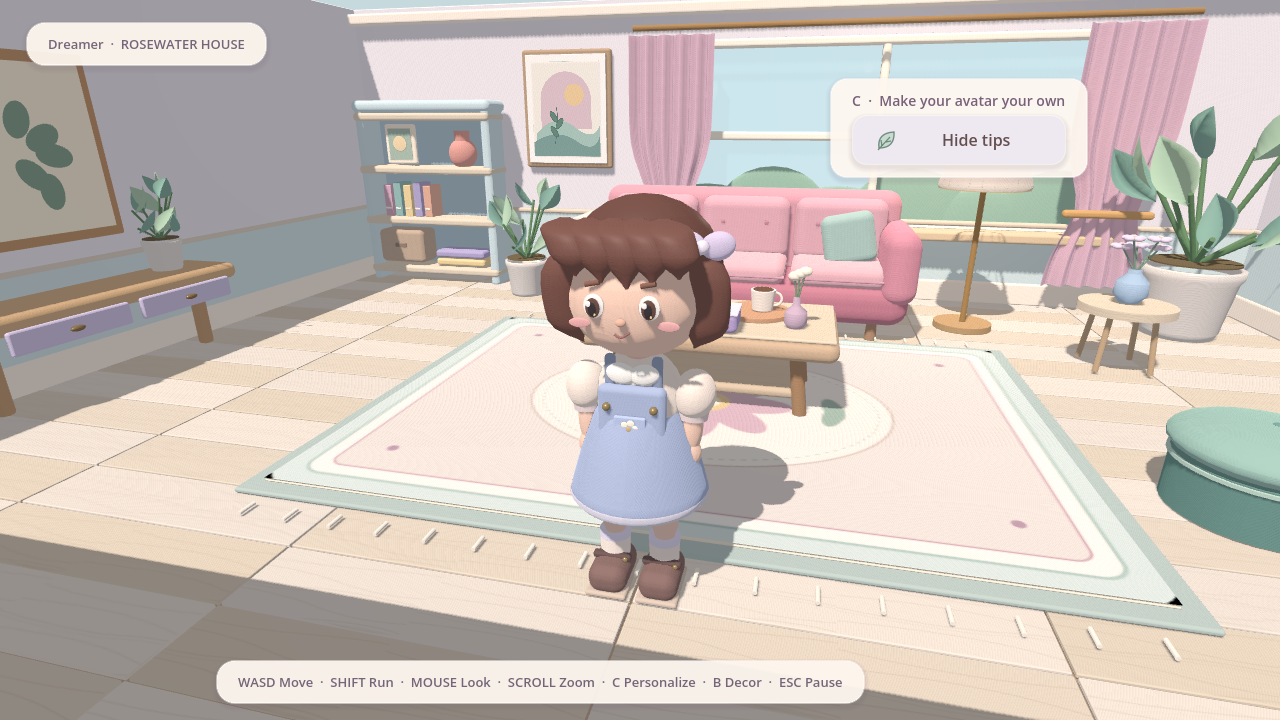 Dreamer · ROSEWATER HOUSE
C · Make your avatar your own
Hide tips
WASD Move · SHIFT Run · MOUSE Look · SCROLL Zoom · C Personalize · B Decor · ESC Pause